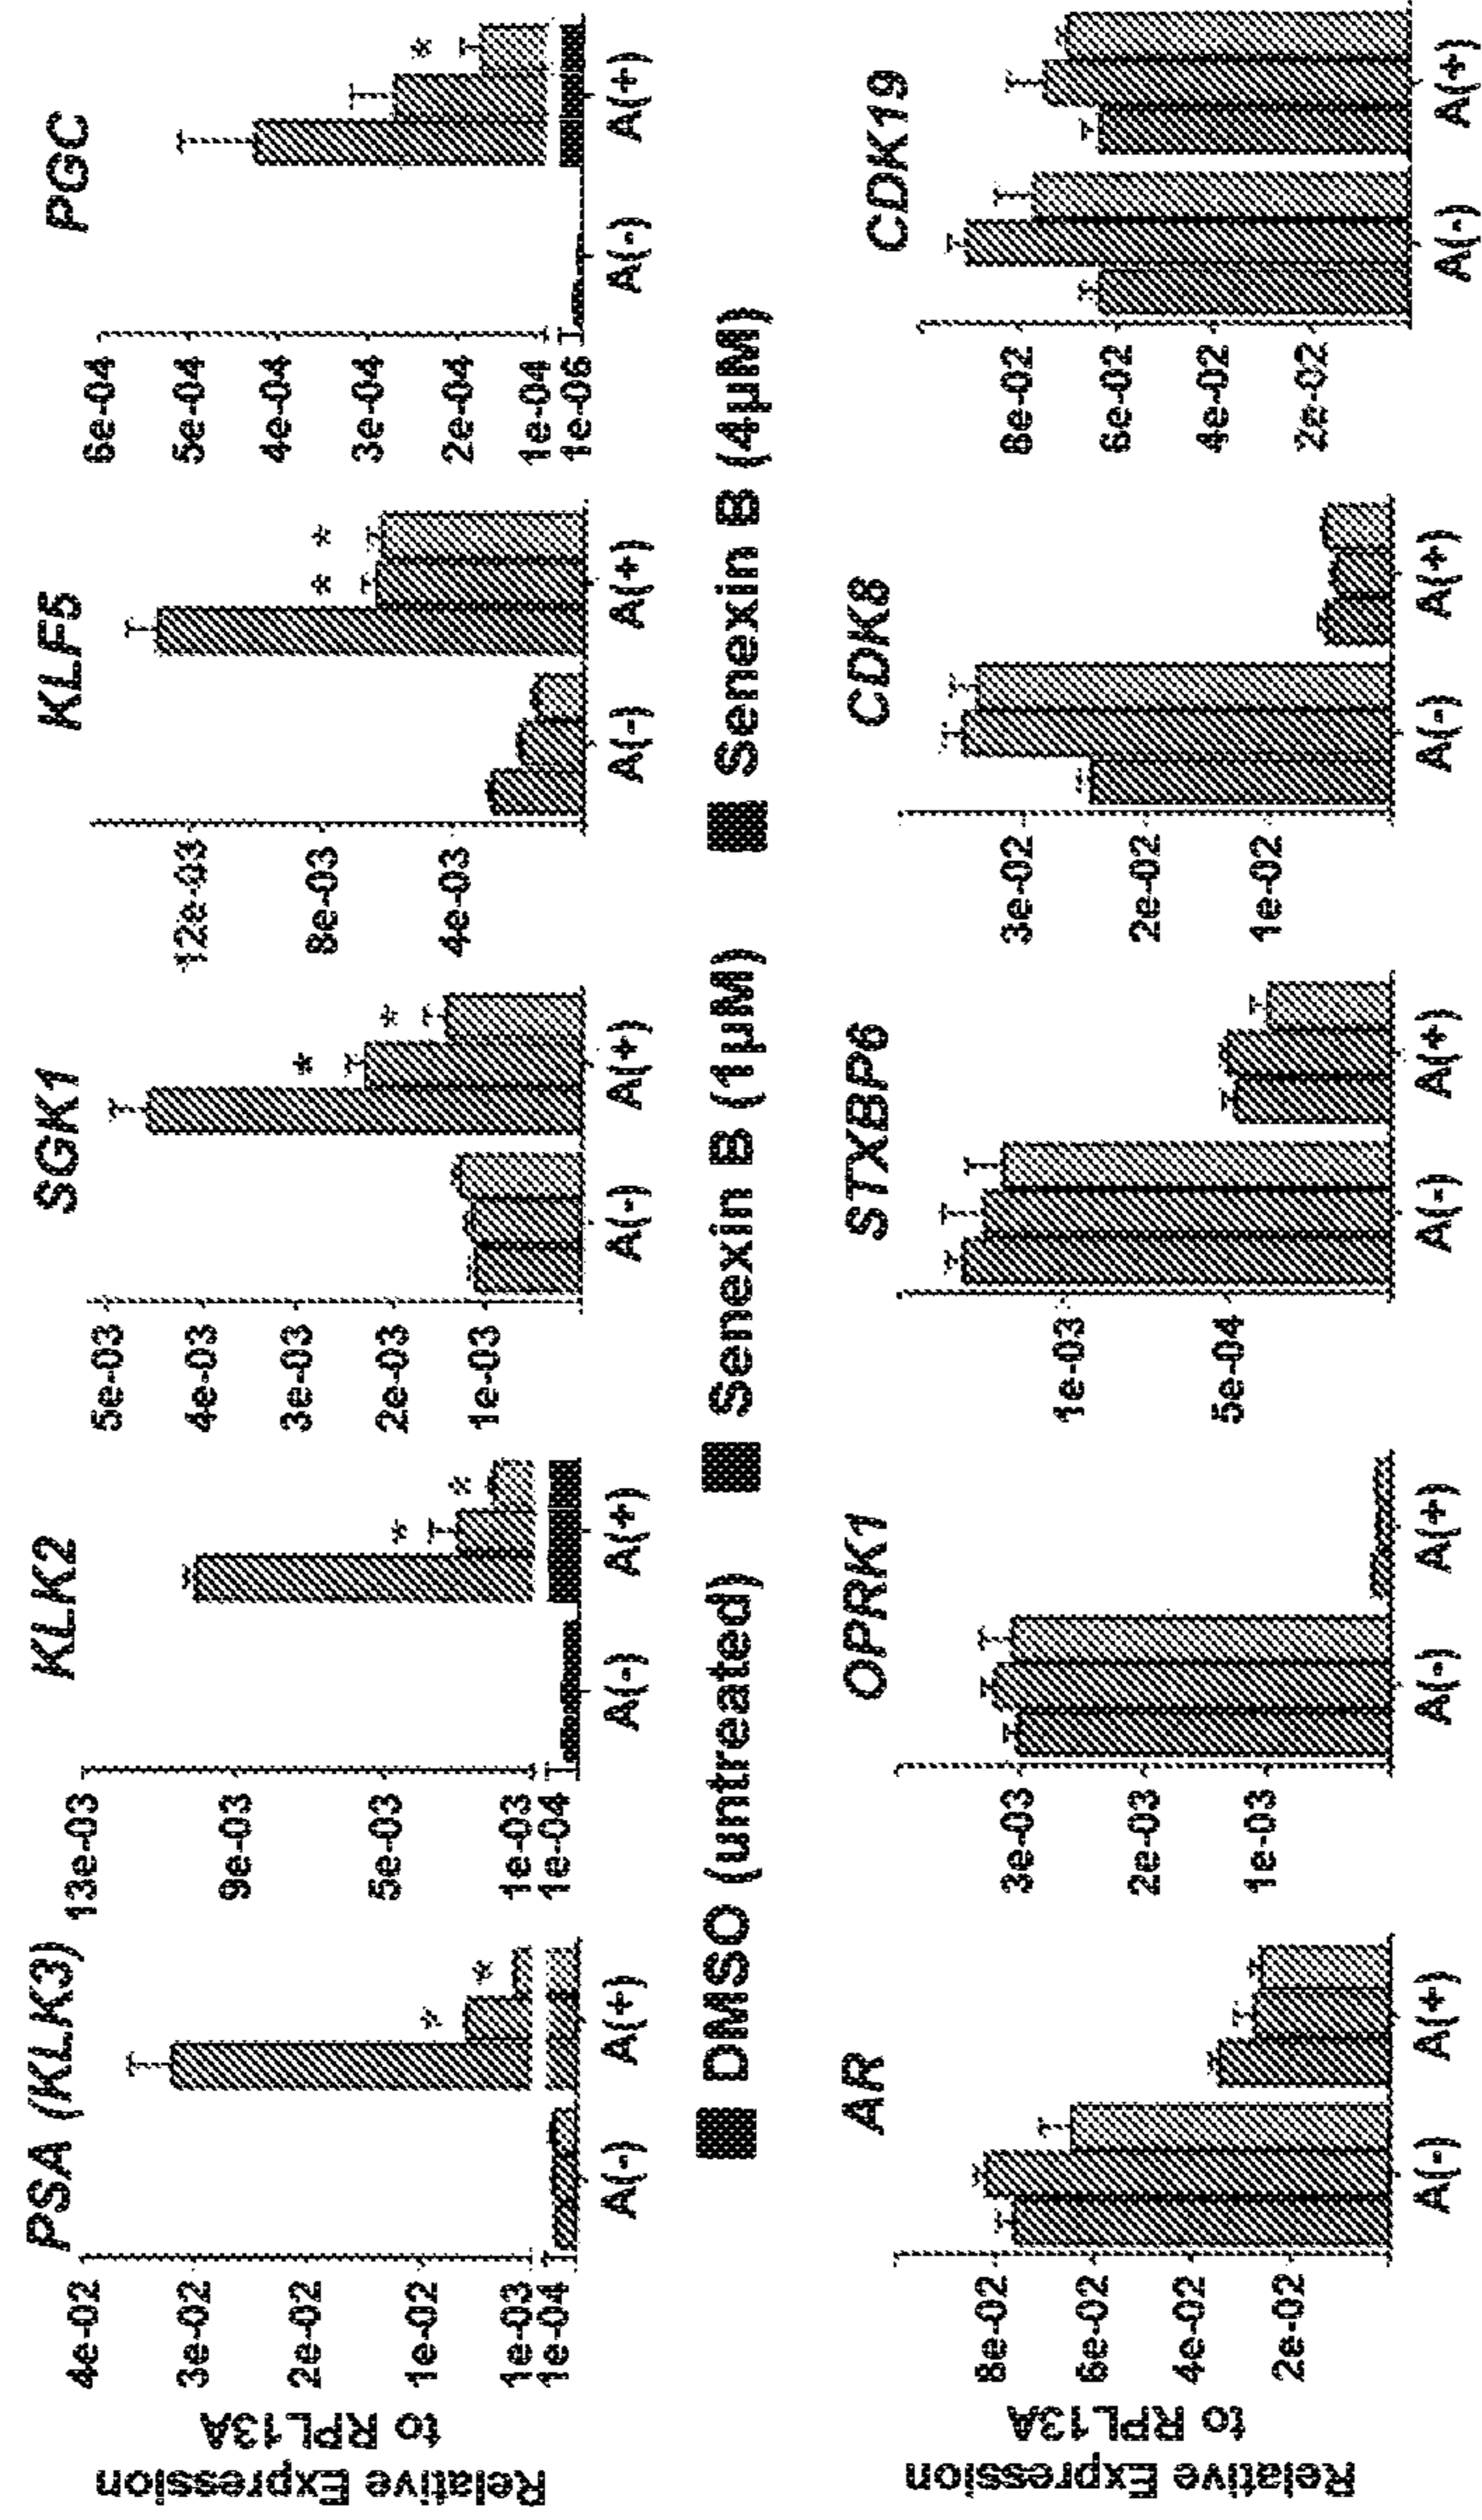 PSA (KLK3)
KLK2
SGK1
KLF5
PGC
Relative Expression
to RPL13A
4e-02
3e-02
2e-02
1e-02
1e-03
1e-04
A(-)
A(+)
*
*
13e-03
9e-03
5e-03
1e-03
1e-04
A(-)
A(+)
*
*
5e-03
4e-03
3e-03
2e-03
1e-03
A(-)
A(+)
*
*
12e-03
8e-03
4e-03
A(-)
A(+)
*
*
6e-04
5e-04
4e-04
3e-04
2e-04
1e-04
1e-06
A(-)
A(+)
*
DMSO (untreated)
Senexin B (1μM)
Senexin B (4μM)
AR
OPRK1
STXBP6
CDK8
CDK19
Relative Expression
to RPL13A
8e-02
6e-02
4e-02
2e-02
A(-)
A(+)
3e-03
2e-03
1e-03
A(-)
A(+)
1e-03
5e-04
A(-)
A(+)
3e-02
2e-02
1e-02
A(-)
A(+)
8e-02
6e-02
4e-02
2e-02
A(-)
A(+)